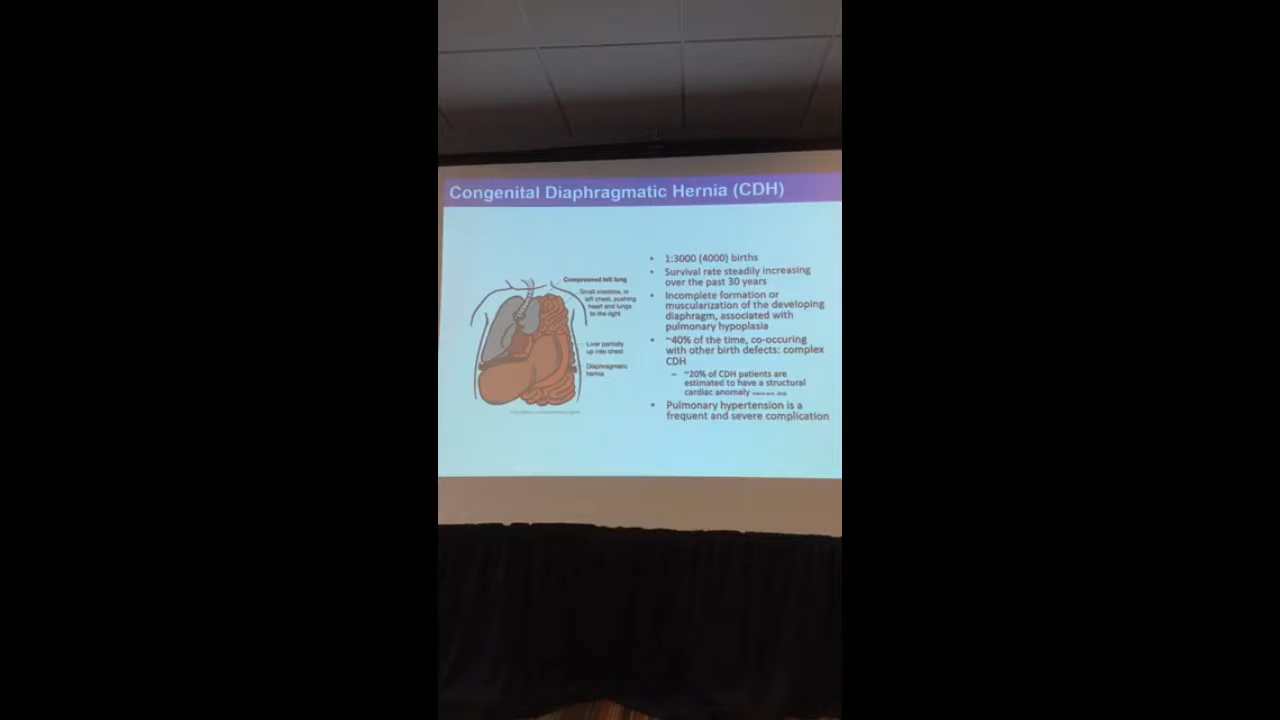 Congenital Diaphragmatic Hernia (CDH)
Compressed left lung
Small intestine, in
left chest, pushing
heart and lungs
to the right
Liver partially
up into chest
Diaphragmatic
hernia
• 1:3000 (4000) births
• Survival rate steadily increasing
over the past 30 years
• Incomplete formation or
muscularization of the developing
diaphragm, associated with
pulmonary hypoplasia
• ~40% of the time, co-occuring
with other birth defects: complex
CDH
– ~20% of CDH patients are
estimated to have a structural
cardiac anomaly
• Pulmonary hypertension is a
frequent and severe complication